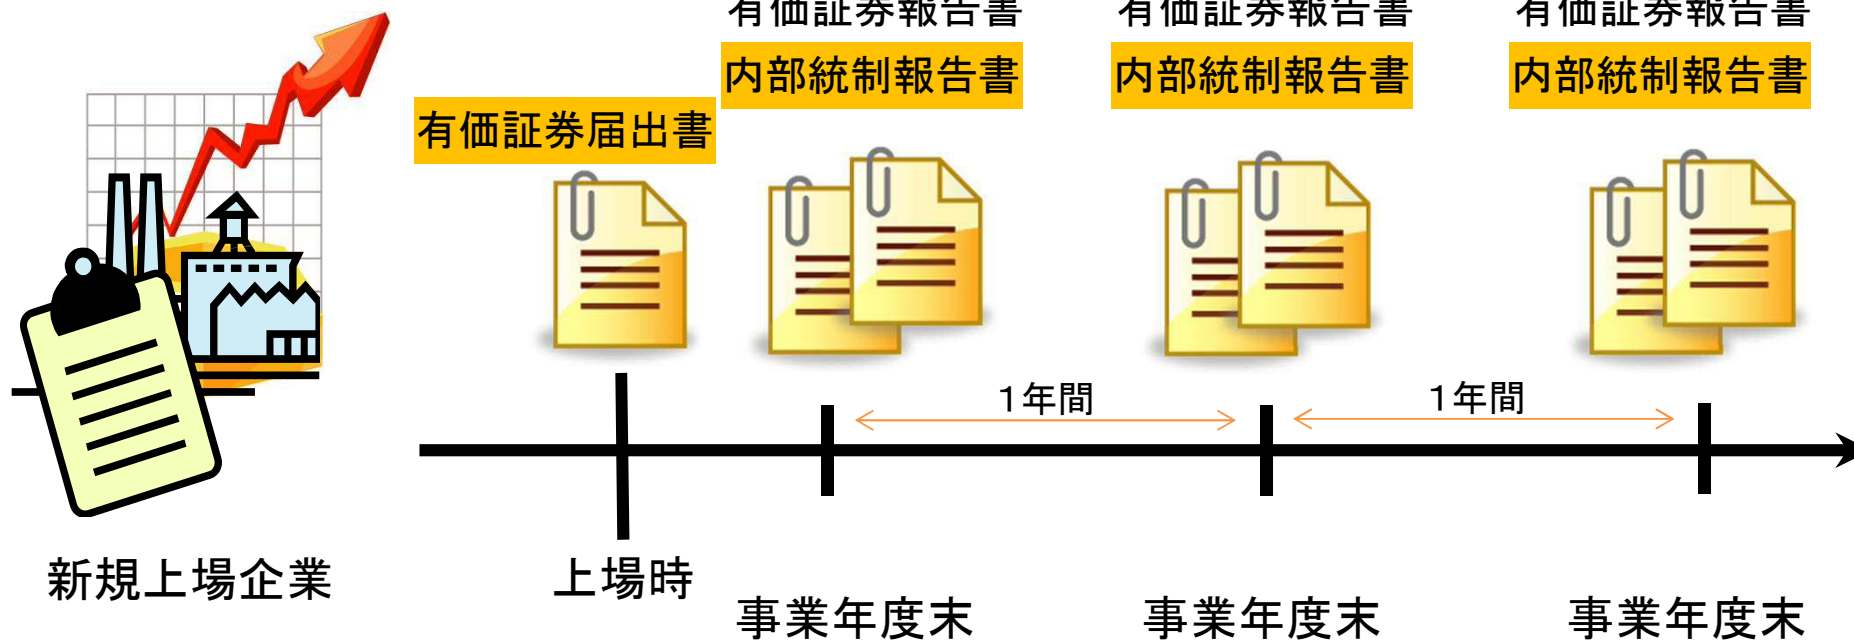 有価証券報告書
有価証券報告書
有価証券報告書
内部統制報告書
内部統制報告書
内部統制報告書
有価証券届出書
1年間
1年間
新規上場企業
上場時
事業年度末
事業年度末
事業年度末